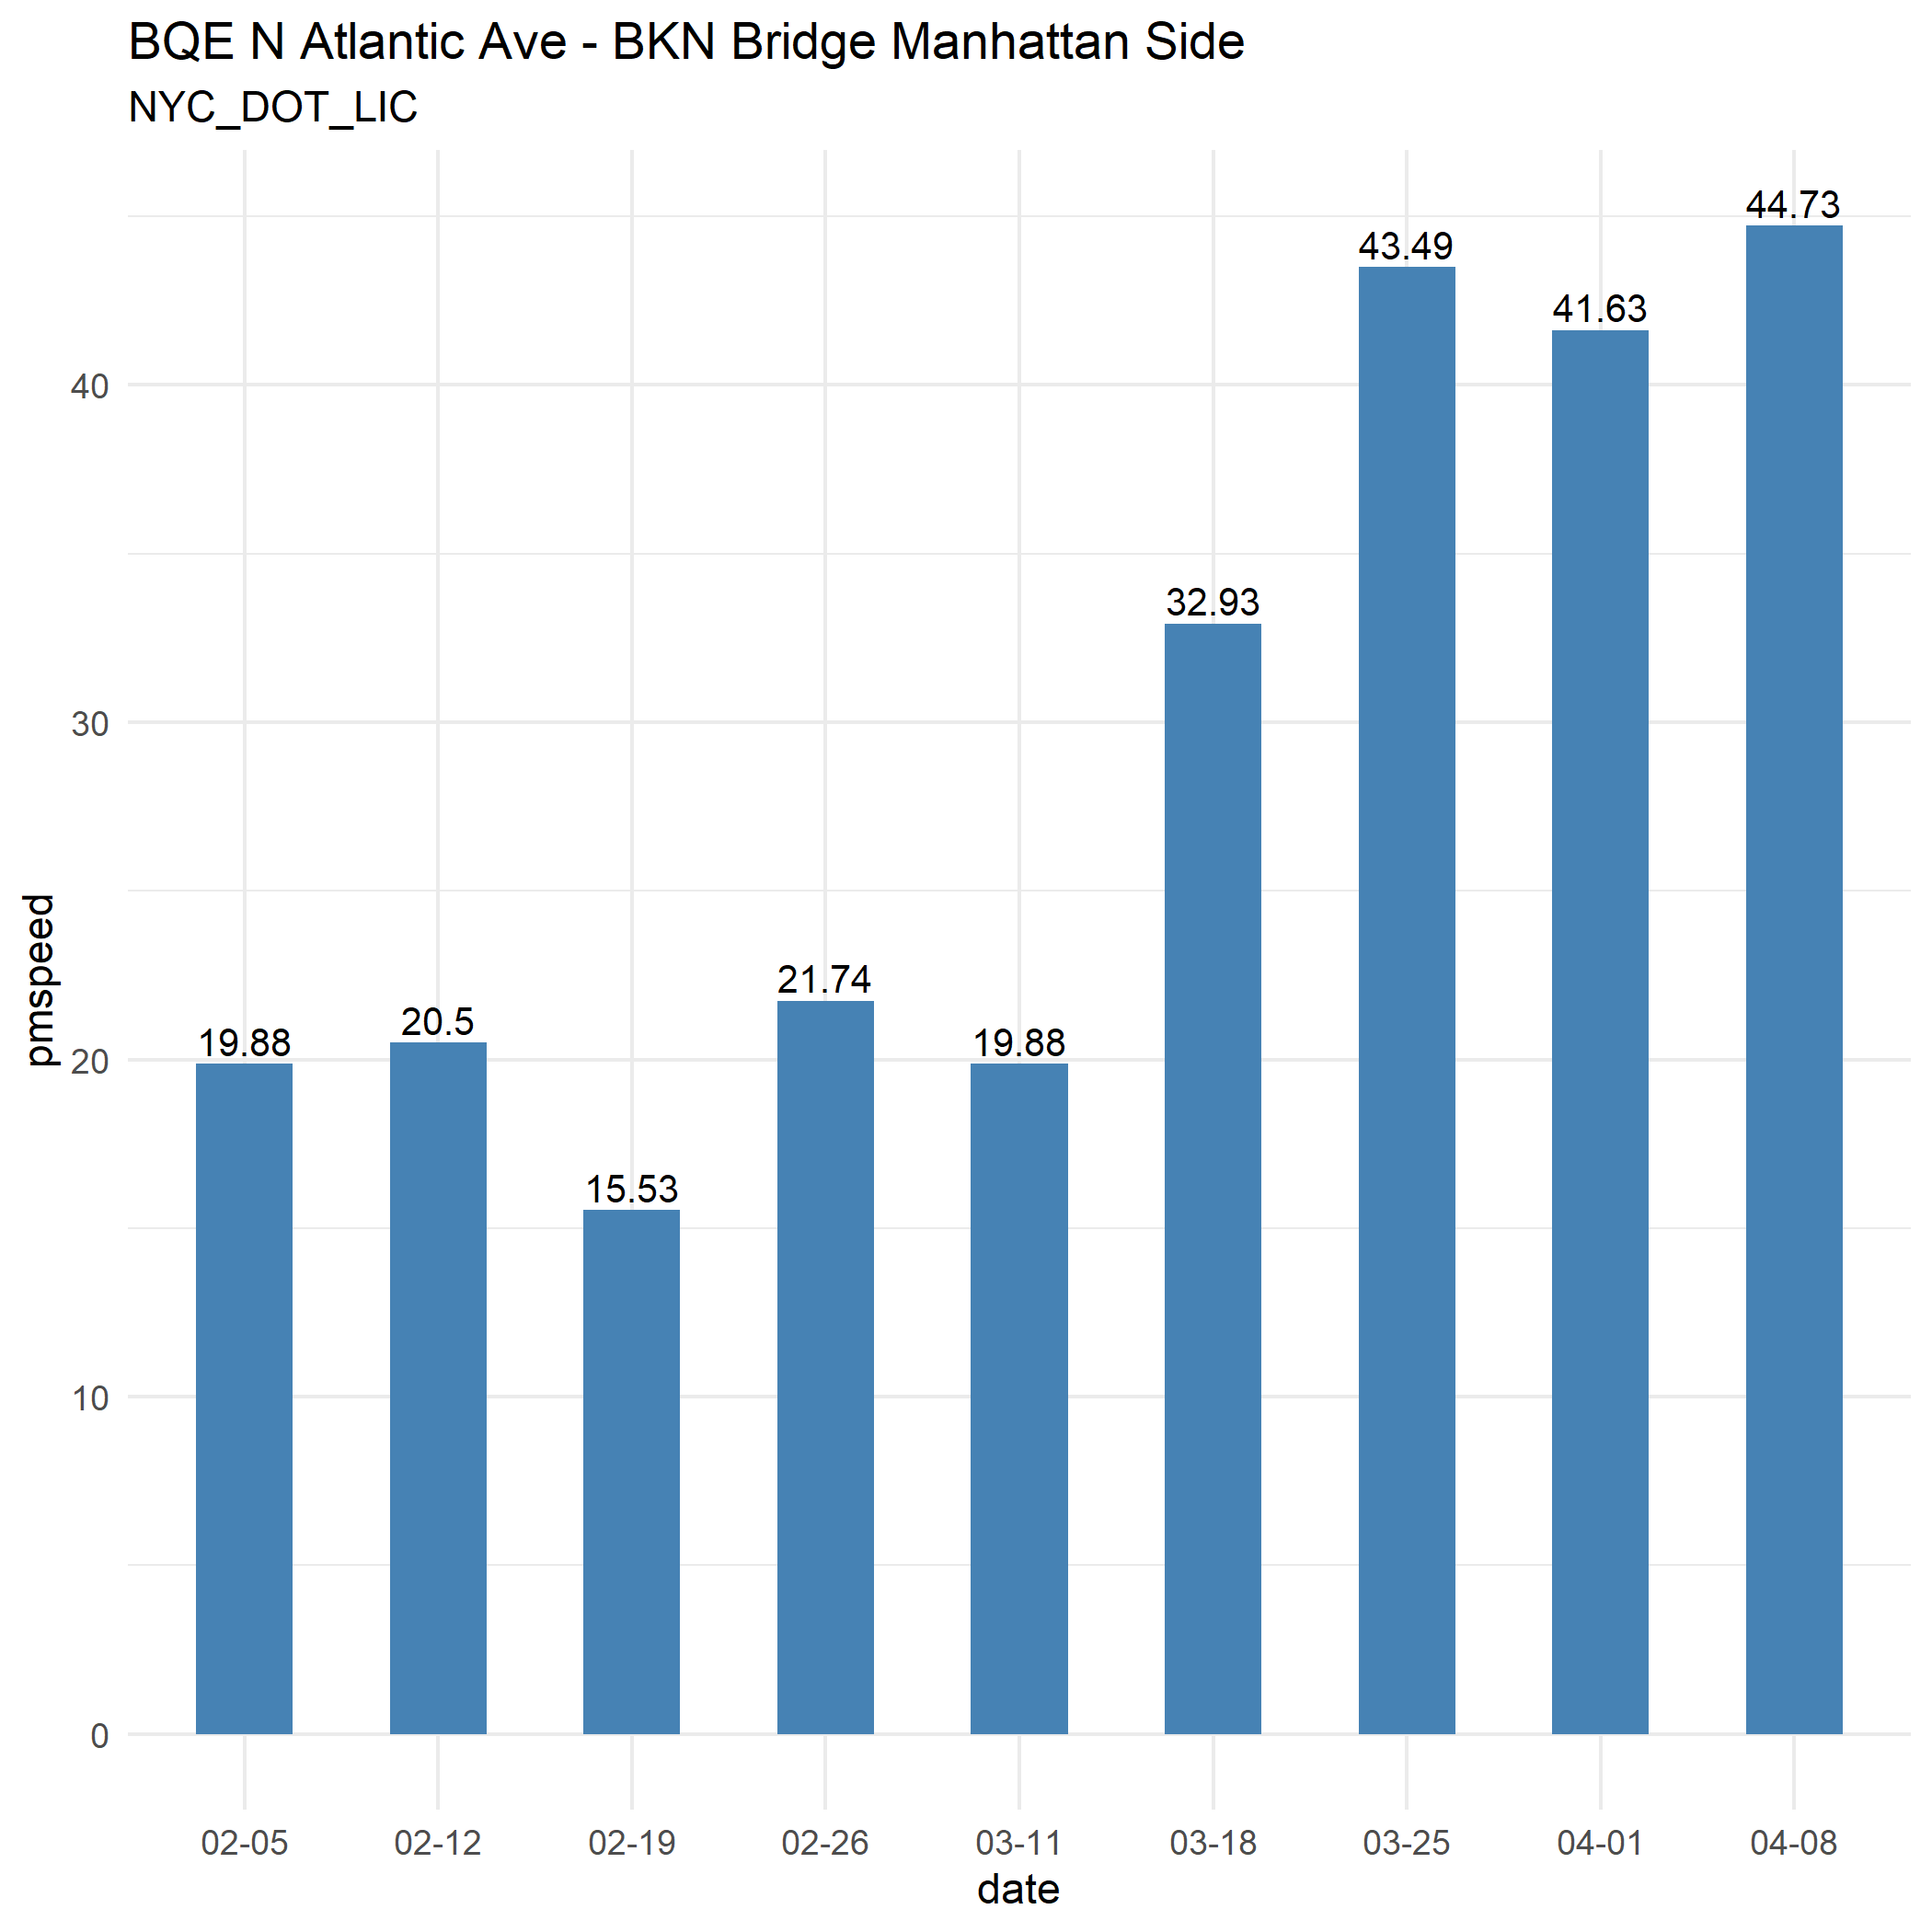 BQE N Atlantic Ave - BKN Bridge Manhattan Side
NYC_DOT_LIC
44.73
43.49
41.63
40
32.93
30
21.74
20.5
19.88
19.88
20
15.53
10
0
pmspeed
02-05 02-12 02-19 02-26 03-11 03-18 03-25 04-01 04-08
date